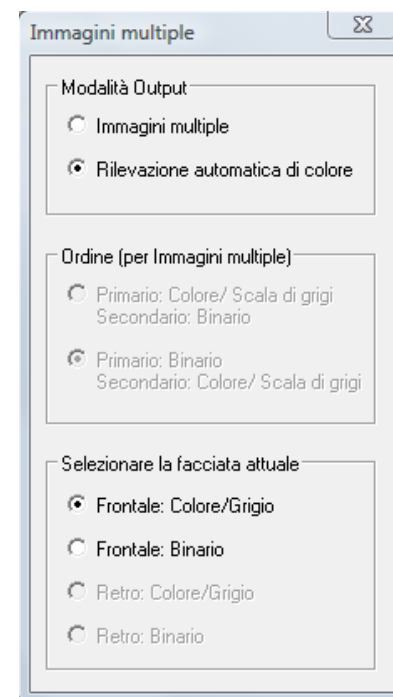 Immagini multiple
Modalità Output
Immagini multiple
Rilevazione automatica di colore
Ordine (per Immagini multiple)
Primario: Colore/ Scala di grigi
Secondario: Binario
Primario: Binario
Secondario: Colore/ Scala di grigi
Selezionare la facciata attuale
Frontale: Colore/Grigio
Frontale: Binario
Retro: Colore/Grigio
Retro: Binario